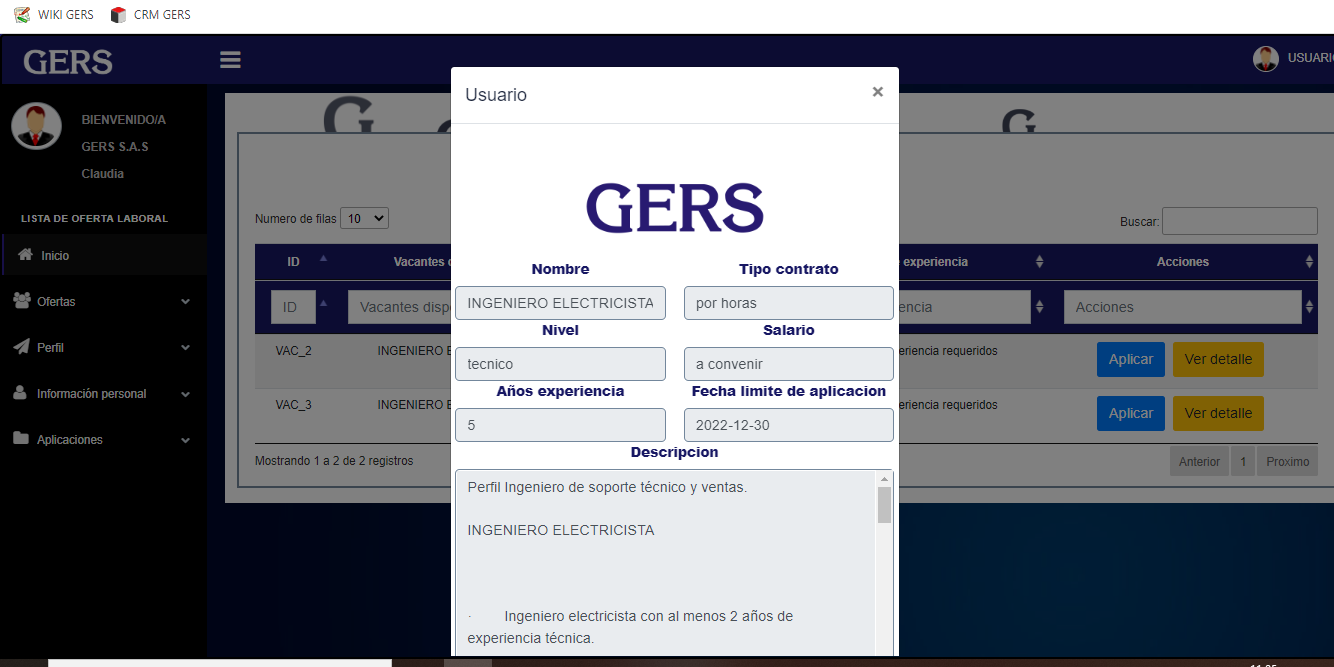 WIKI GERS CRM GERS
GERS
USUARI
BIENVENIDO/A
GERS S.A.S
Claudia
LISTA DE OFERTA LABORAL
Inicio
Ofertas
Perfil
Información personal
Aplicaciones
Numero de filas 10
Buscar:
ID Vacantes experiencia Acciones
ID Vacantes disp encia Acciones
VAC_2 INGENIERO E eriencia requeridos Aplicar Ver detalle
VAC_3 INGENIERO E eriencia requeridos Aplicar Ver detalle
Mostrando 1 a 2 de 2 registros
Anterior 1 Proximo
Usuario ×
GERS
Nombre Tipo contrato
INGENIERO ELECTRICISTA por horas
Nivel Salario
tecnico a convenir
Años experiencia Fecha limite de aplicacion
5 2022-12-30
Descripcion
Perfil Ingeniero de soporte técnico y ventas.
INGENIERO ELECTRICISTA
· Ingeniero electricista con al menos 2 años de
experiencia técnica.